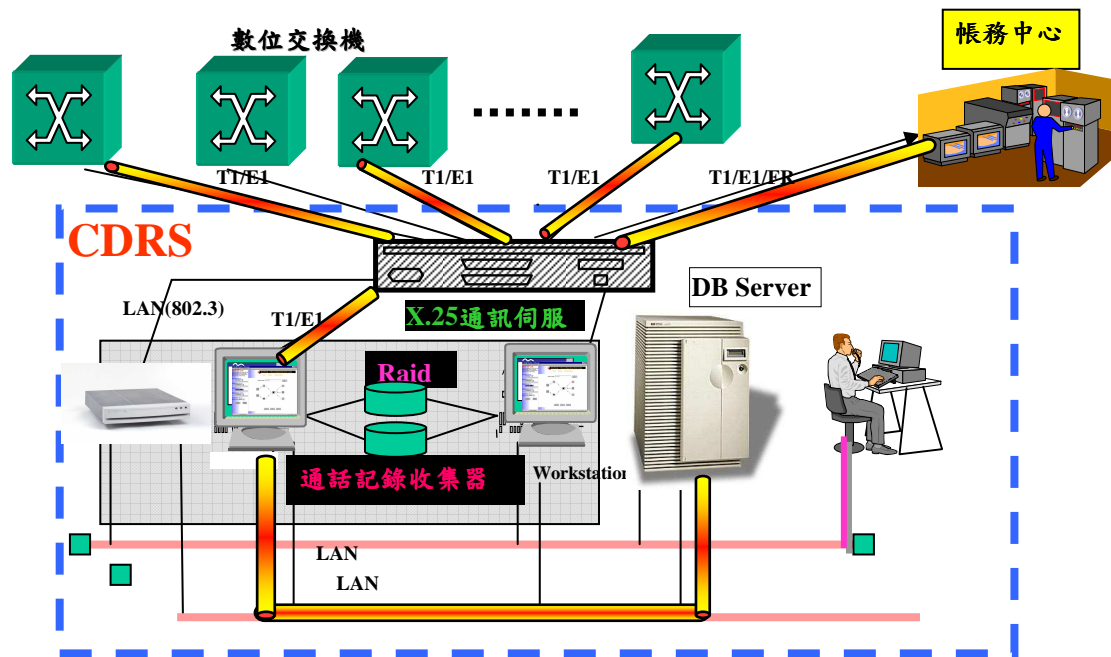 數位交換機
帳務中心
T1/E1
T1/E1
T1/E1
T1/E1/FR
CDRS
LAN(802.3)
T1/E1
X.25通訊伺服
DB Server
Raid
通話記錄收集器
Workstation
LAN
LAN